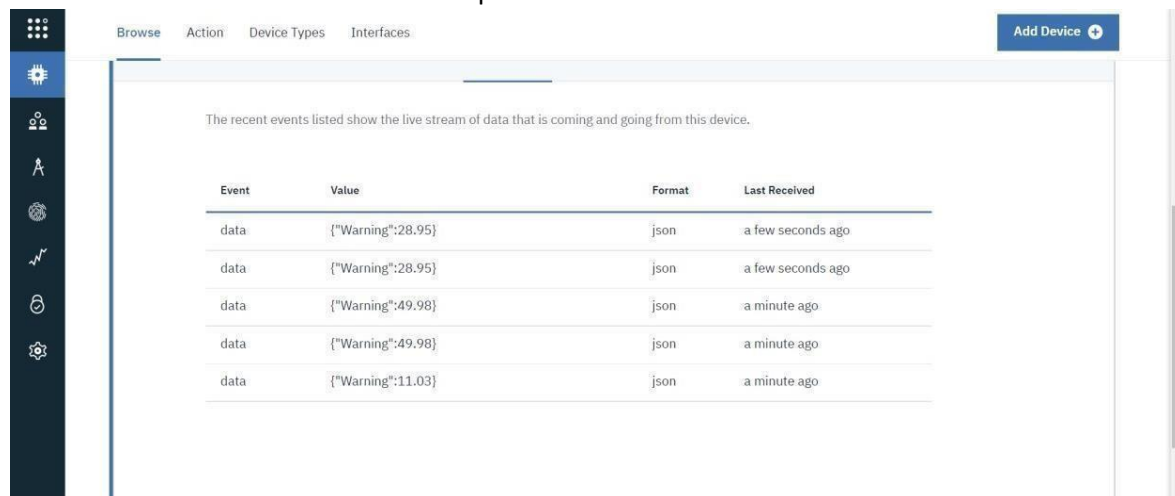 Browse Action Device Types Interfaces Add Device
The recent events listed show the live stream of data that is coming and going from this device.
Event Value Format Last Received
data {"Warning":28.95} json a few seconds ago
data {"Warning":28.95} json a few seconds ago
data {"Warning":49.98} json a minute ago
data {"Warning":49.98} json a minute ago
data {"Warning":11.03} json a minute ago